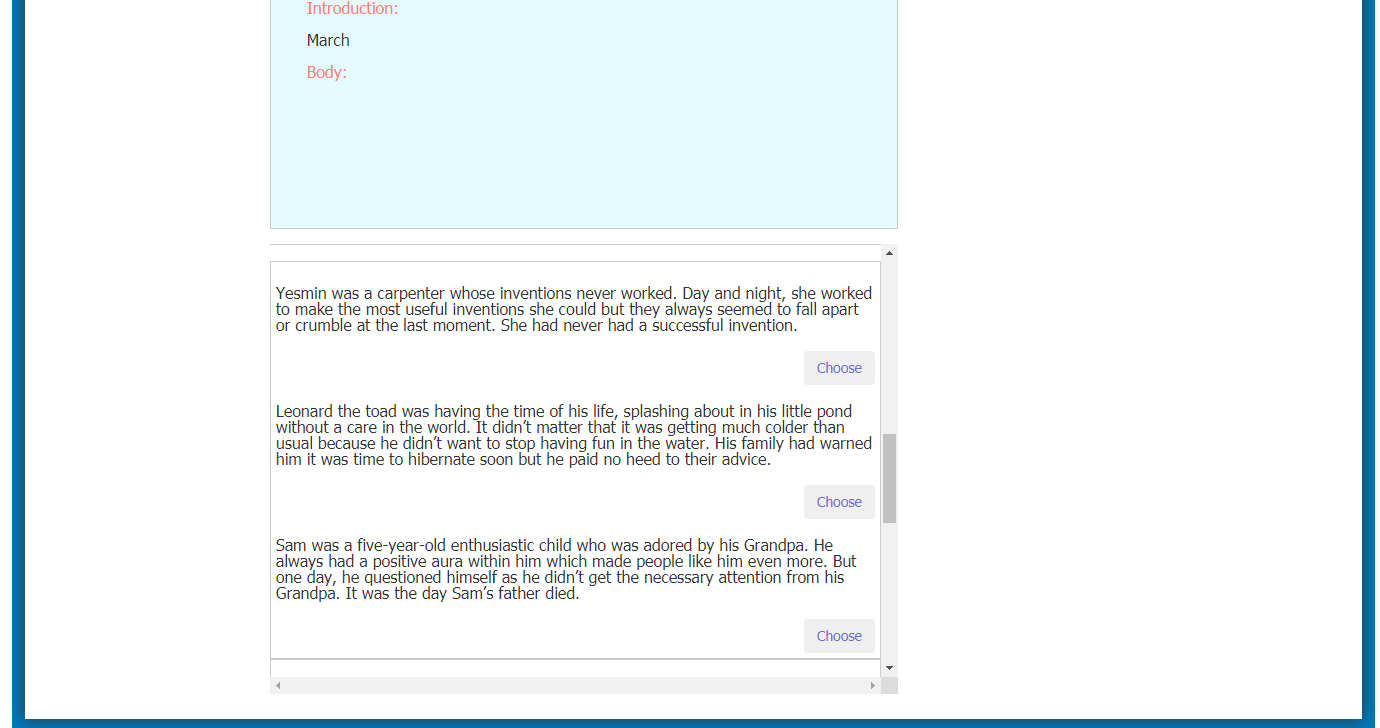 Introduction:
March
Body:
Yesmin was a carpenter whose inventions never worked. Day and night, she worked
to make the most useful inventions she could but they always seemed to fall apart
or crumble at the last moment. She had never had a successful invention.
Choose
Leonard the toad was having the time of his life, splashing about in his little pond
without a care in the world. It didn’t matter that it was getting much colder than
usual because he didn’t want to stop having fun in the water. His family had warned
him it was time to hibernate soon but he paid no heed to their advice.
Choose
Sam was a five-year-old enthusiastic child who was adored by his Grandpa. He
always had a positive aura within him which made people like him even more. But
one day, he questioned himself as he didn’t get the necessary attention from his
Grandpa. It was the day Sam’s father died.
Choose